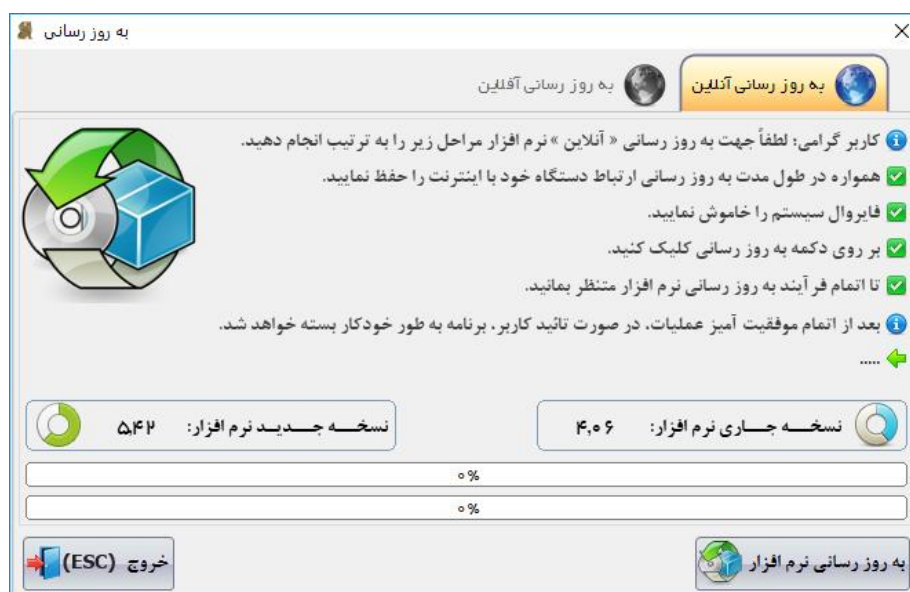 به روز رسانی
به روز رسانی آنلاین
به روز رسانی آفلاین
کاربر گرامی؛ لطفاً جهت به روز رسانی « آنلاین » نرم افزار مراحل زیر را به ترتیب انجام دهید.
همواره در طول مدت به روز رسانی ارتباط دستگاه خود با اینترنت را حفظ نمایید.
فایروال سیستم را خاموش نمایید.
بر روی دکمه به روز رسانی کلیک کنید.
تا اتمام فرآیند به روز رسانی نرم افزار منتظر بمانید.
بعد از اتمام موفقیت آمیز عملیات، در صورت تائید کاربر، برنامه به طور خودکار بسته خواهد شد.
.....
نسخـــه جـــاری نرم افزار: ۴,۰۶
نسخـــه جـــدیـــد نرم افزار: ۵,۴۲
۰%
۰%
به روز رسانی نرم افزار
خروج (ESC)